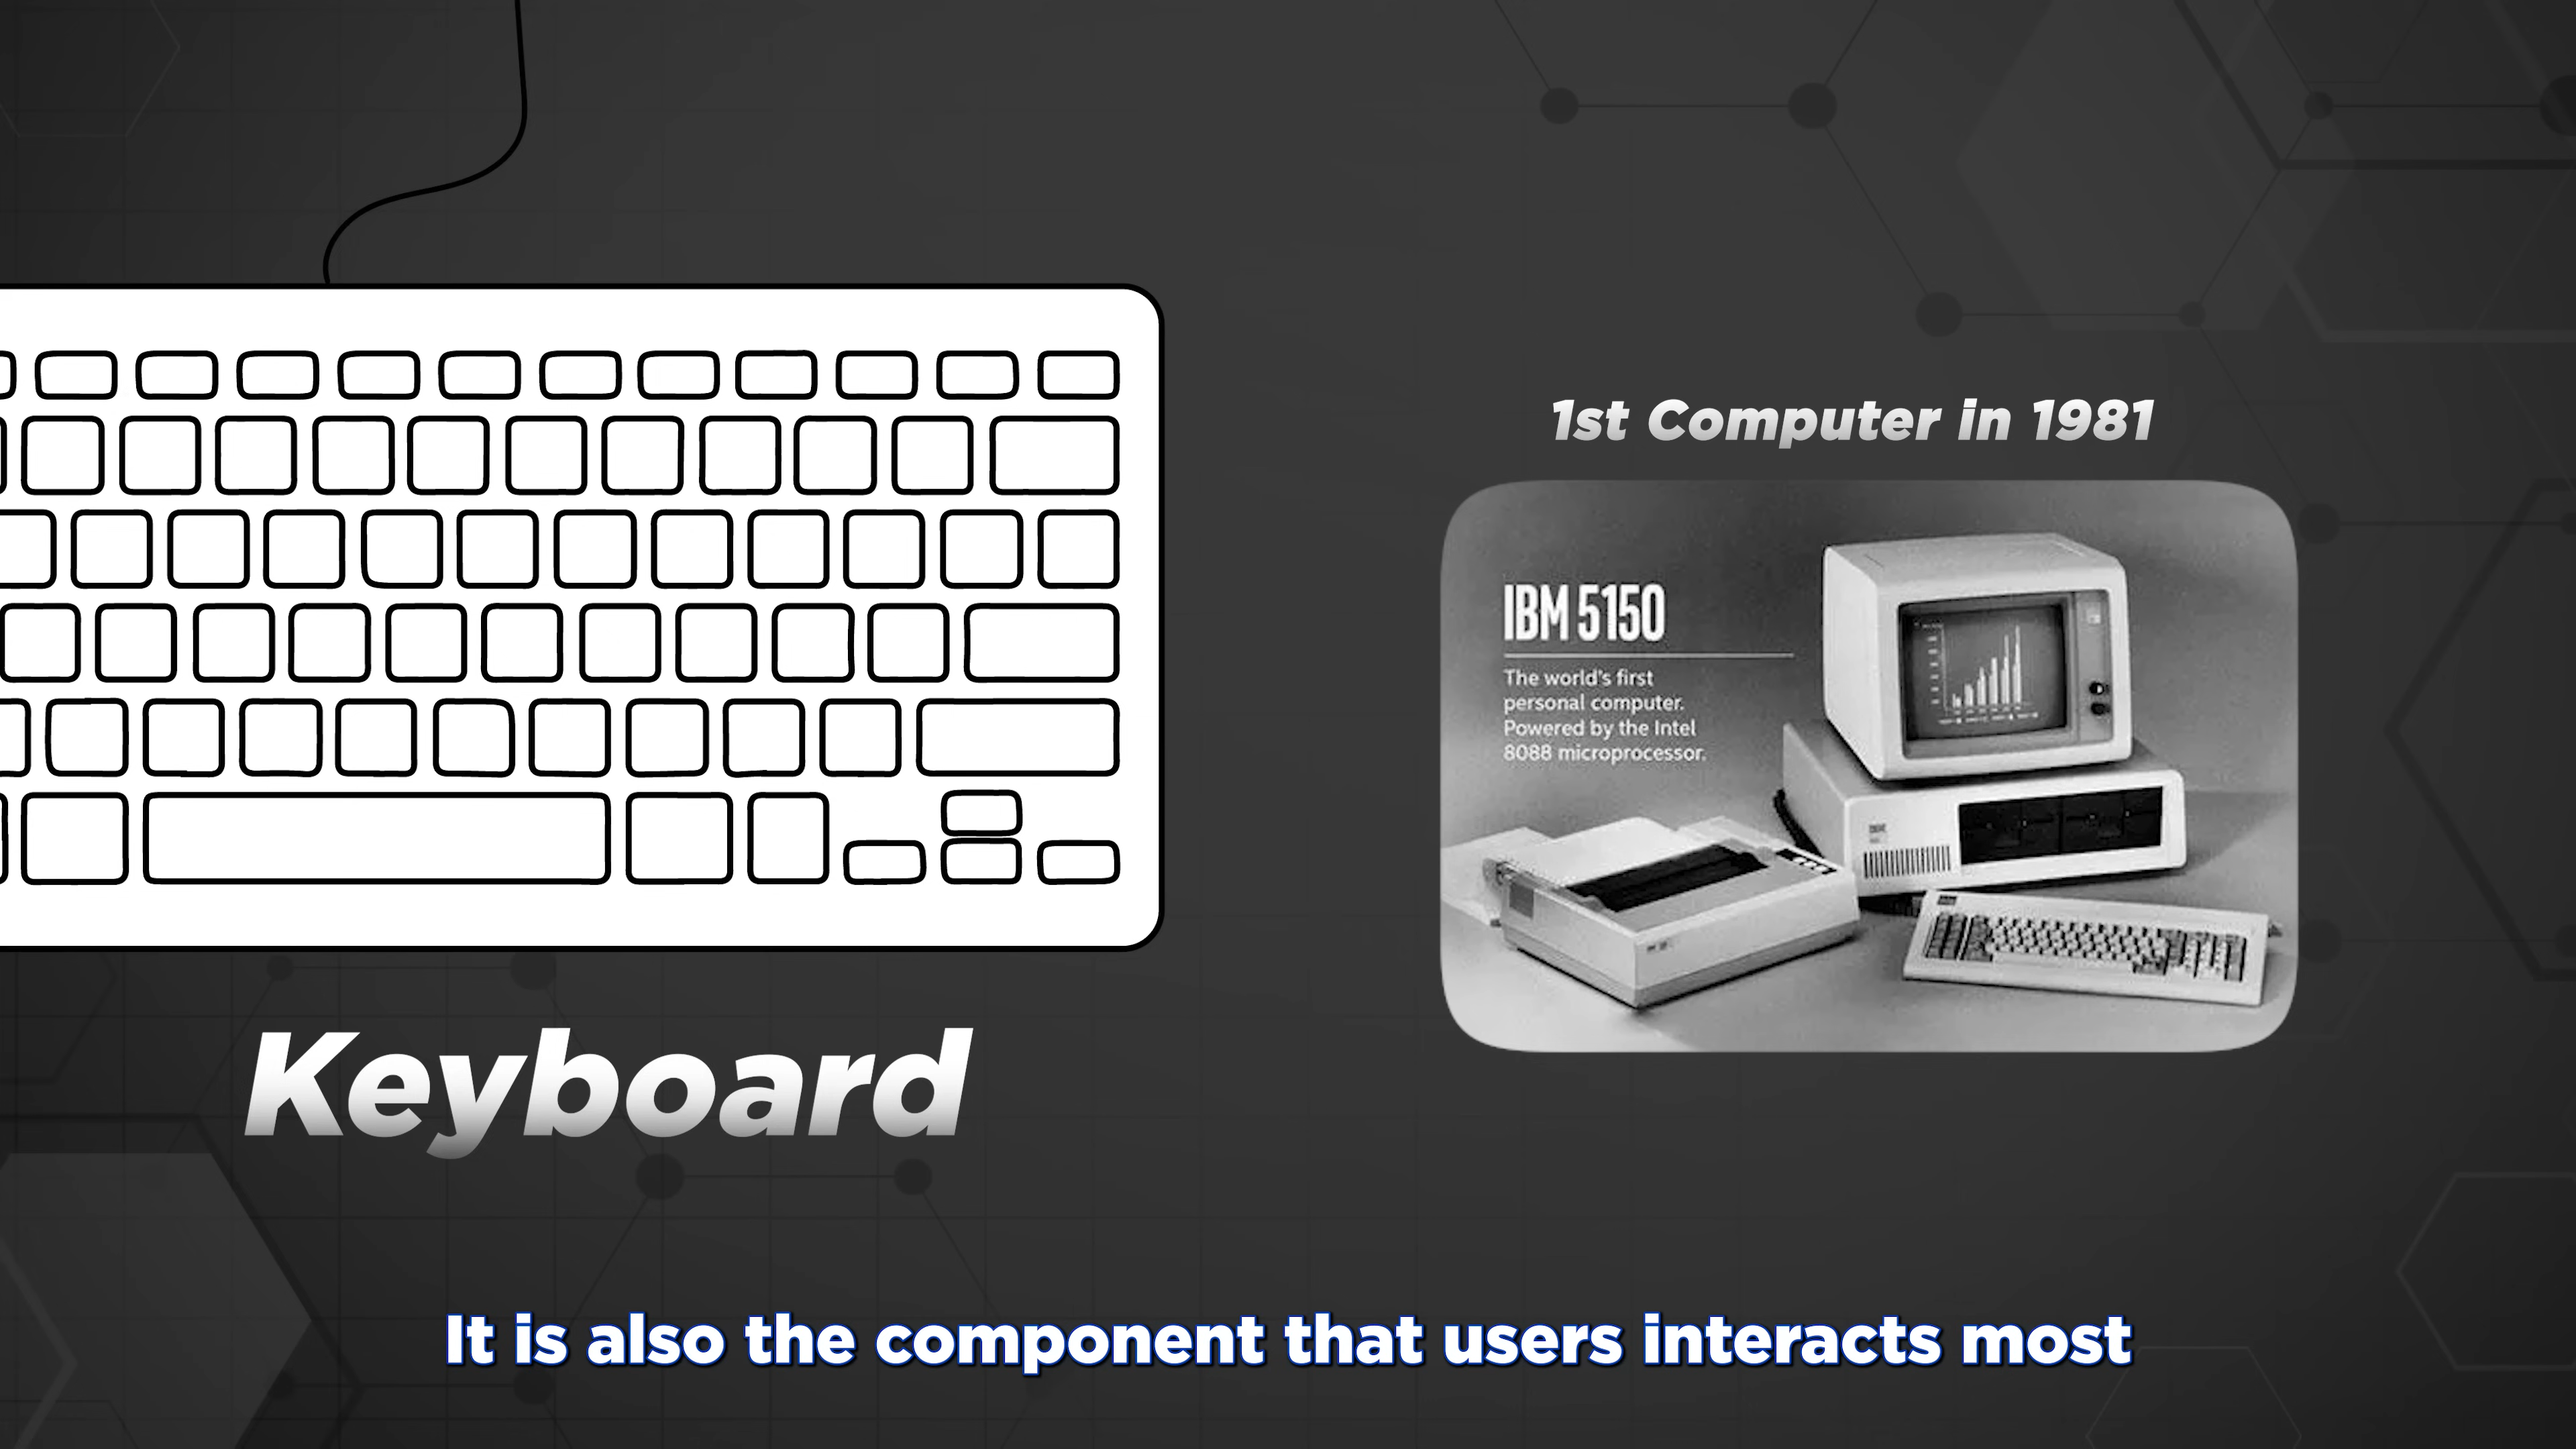 1st Computer in 1981
IBM 5150
The world's first
personal computer.
Powered by the Intel
8088 microprocessor.
Keyboard
It is also the component that users interacts most